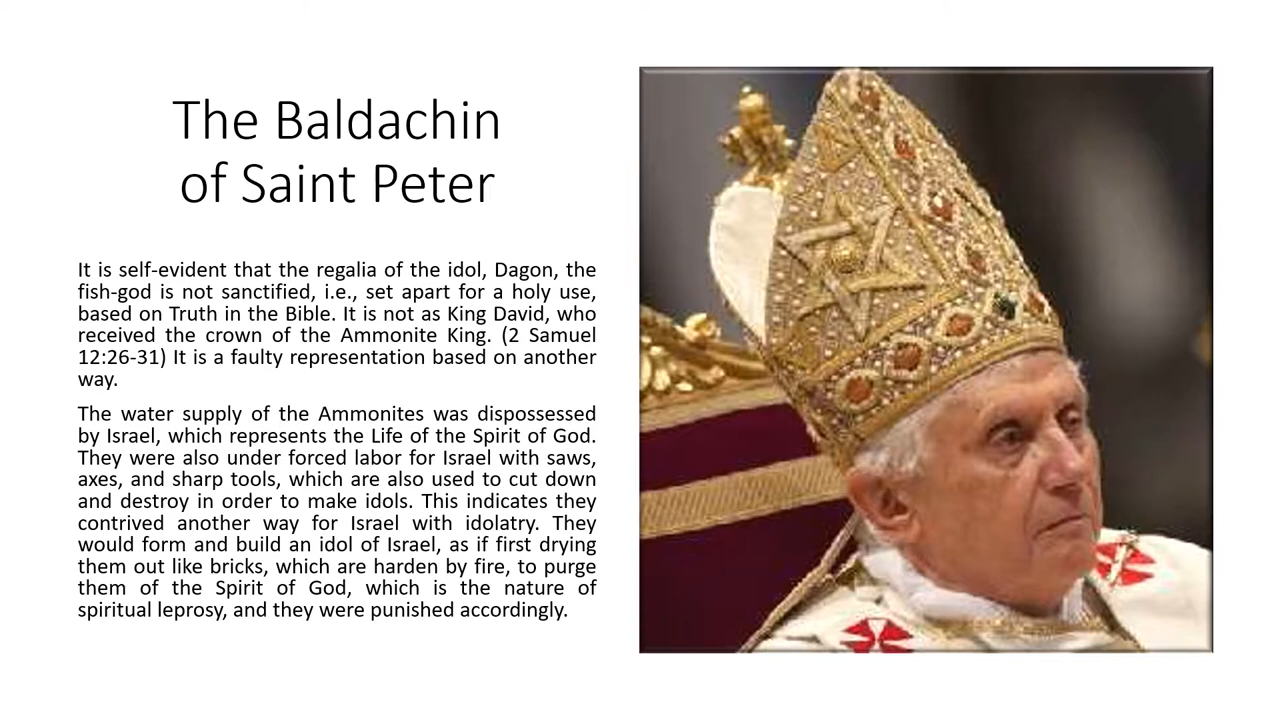 The Baldachin
of Saint Peter
It is self-evident that the regalia of the idol, Dagon, the
fish-god is not sanctified, i.e., set apart for a holy use,
based on Truth in the Bible. It is not as King David, who
received the crown of the Ammonite King. (2 Samuel
12:26-31) It is a faulty representation based on another
way.
The water supply of the Ammonites was dispossessed
by Israel, which represents the Life of the Spirit of God.
They were also under forced labor for Israel with saws,
axes, and sharp tools, which are also used to cut down
and destroy in order to make idols. This indicates they
contrived another way for Israel with idolatry. They
would form and build an idol of Israel, as if first drying
them out like bricks, which are harden by fire, to purge
them of the Spirit of God, which is the nature of
spiritual leprosy, and they were punished accordingly.